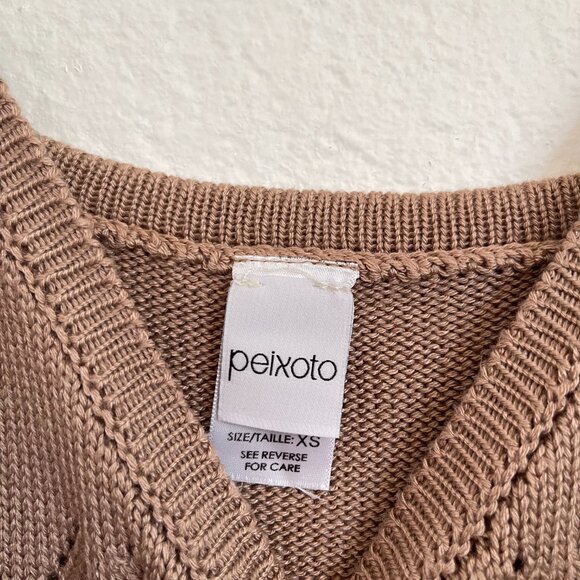 peixoto
SIZE/TAILLE: XS
SEE REVERSE
FOR CARE